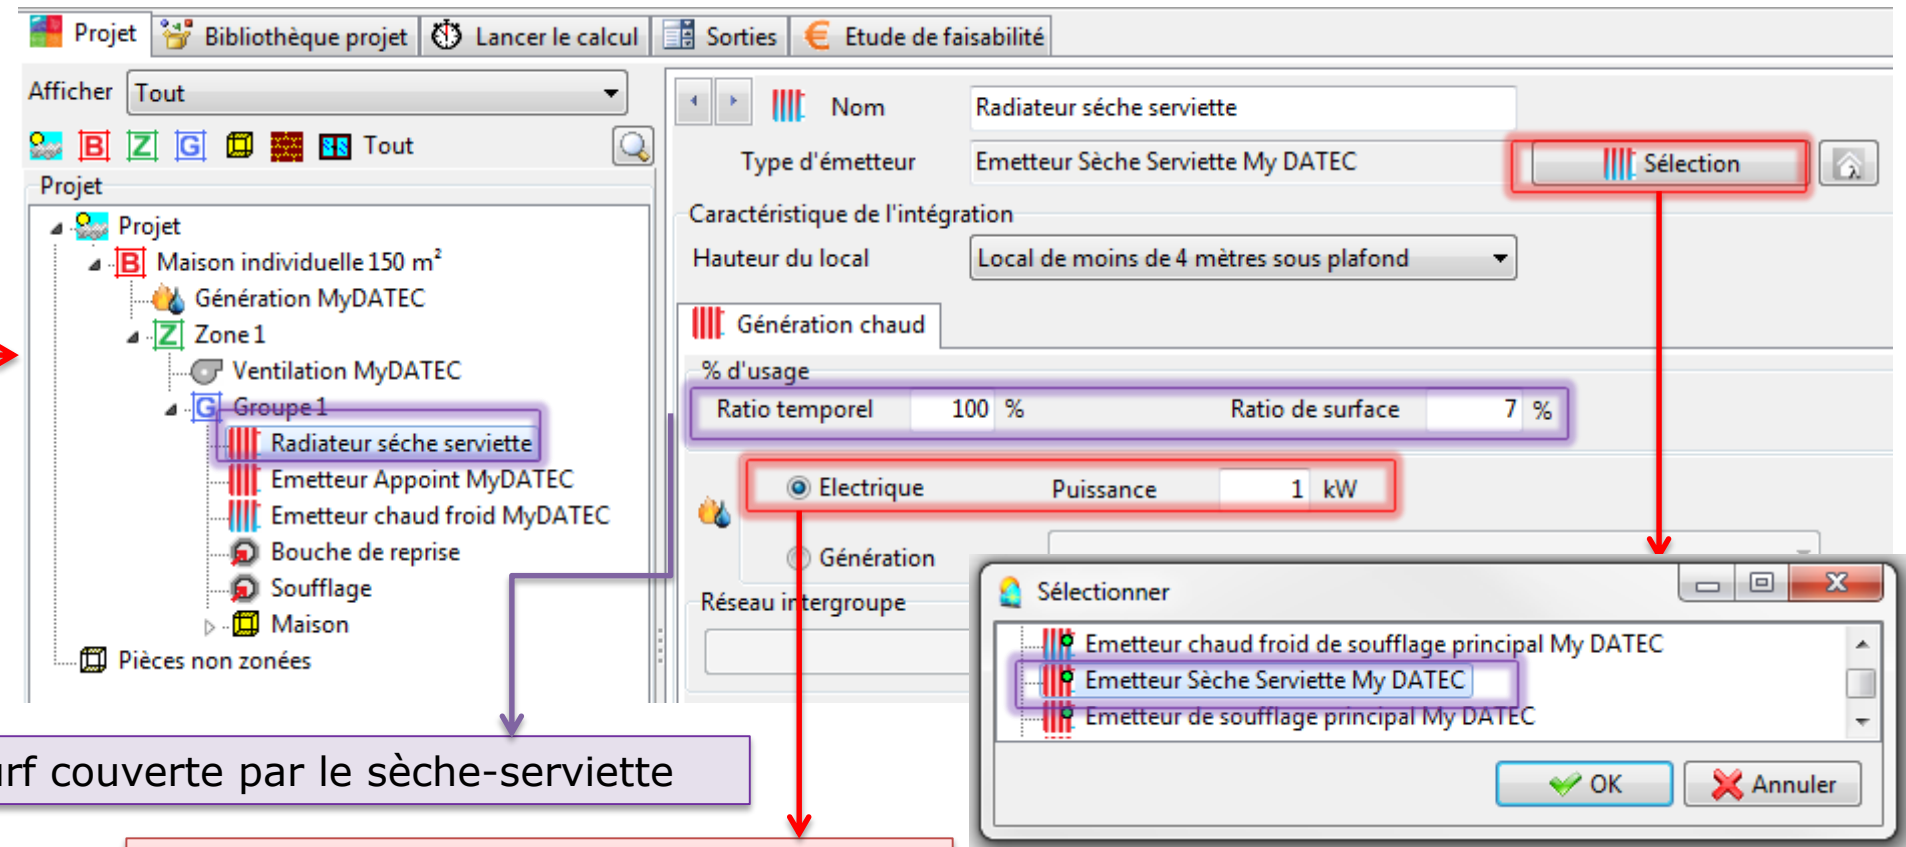 Projet Bibliothèque projet Lancer le calcul Sorties Etude de faisabilité
Afficher Tout
B Z G Tout
Projet
Projet
B Maison individuelle 150 m²
Génération MyDATEC
Z Zone 1
Ventilation MyDATEC
G Groupe 1
Radiateur séche serviette
Emetteur Appoint MyDATEC
Emetteur chaud froid MyDATEC
Bouche de reprise
Soufflage
Maison
Pièces non zonées
Nom Radiateur séche serviette
Type d'émetteur Emetteur Sèche Serviette My DATEC Sélection
Caractéristique de l'intégration
Hauteur du local Local de moins de 4 mètres sous plafond
Génération chaud
% d'usage
Ratio temporel 100 % Ratio de surface 7 %
Electrique Puissance 1 kW
Génération
Réseau intergroupe
Sélectionner
Emetteur chaud froid de soufflage principal My DATEC
Emetteur Sèche Serviette My DATEC
Emetteur de soufflage principal My DATEC
OK Annuler
couverte par le sèche-serviette